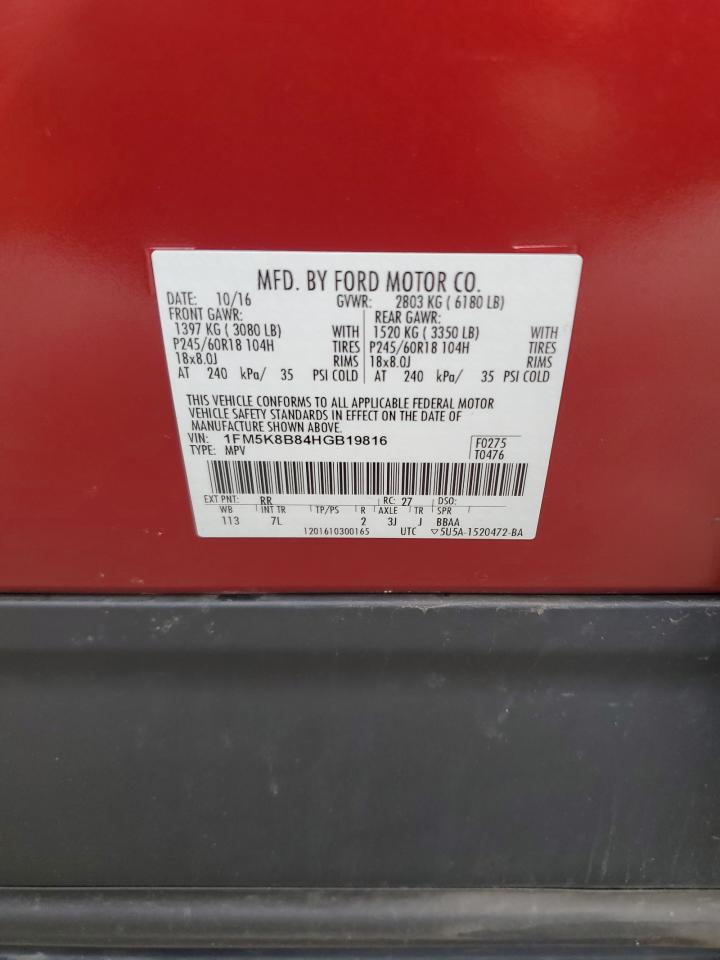 MFD. BY FORD MOTOR CO.
DATE: 10/16 GVWR: 2803 KG ( 6180 LB)
FRONT GAWR: REAR GAWR:
1397 KG ( 3080 LB) WITH 1520 KG ( 3350 LB) WITH
P245/60R18 104H TIRES P245/60R18 104H TIRES
18x8.0J RIMS 18x8.0J RIMS
AT 240 kPa/ 35 PSI COLD AT 240 kPa/ 35 PSI COLD
THIS VEHICLE CONFORMS TO ALL APPLICABLE FEDERAL MOTOR
VEHICLE SAFETY STANDARDS IN EFFECT ON THE DATE OF
MANUFACTURE SHOWN ABOVE.
VIN: 1FM5K8B84HGB19816 F0275
TYPE: MPV T0476
EXT PNT: RR RC: 27 DSO:
WB INT TR TP/PS R AXLE TR SPR
113 7L 2 3J J BBAA
1201610300165 UTC ▽5U5A-1520472-BA